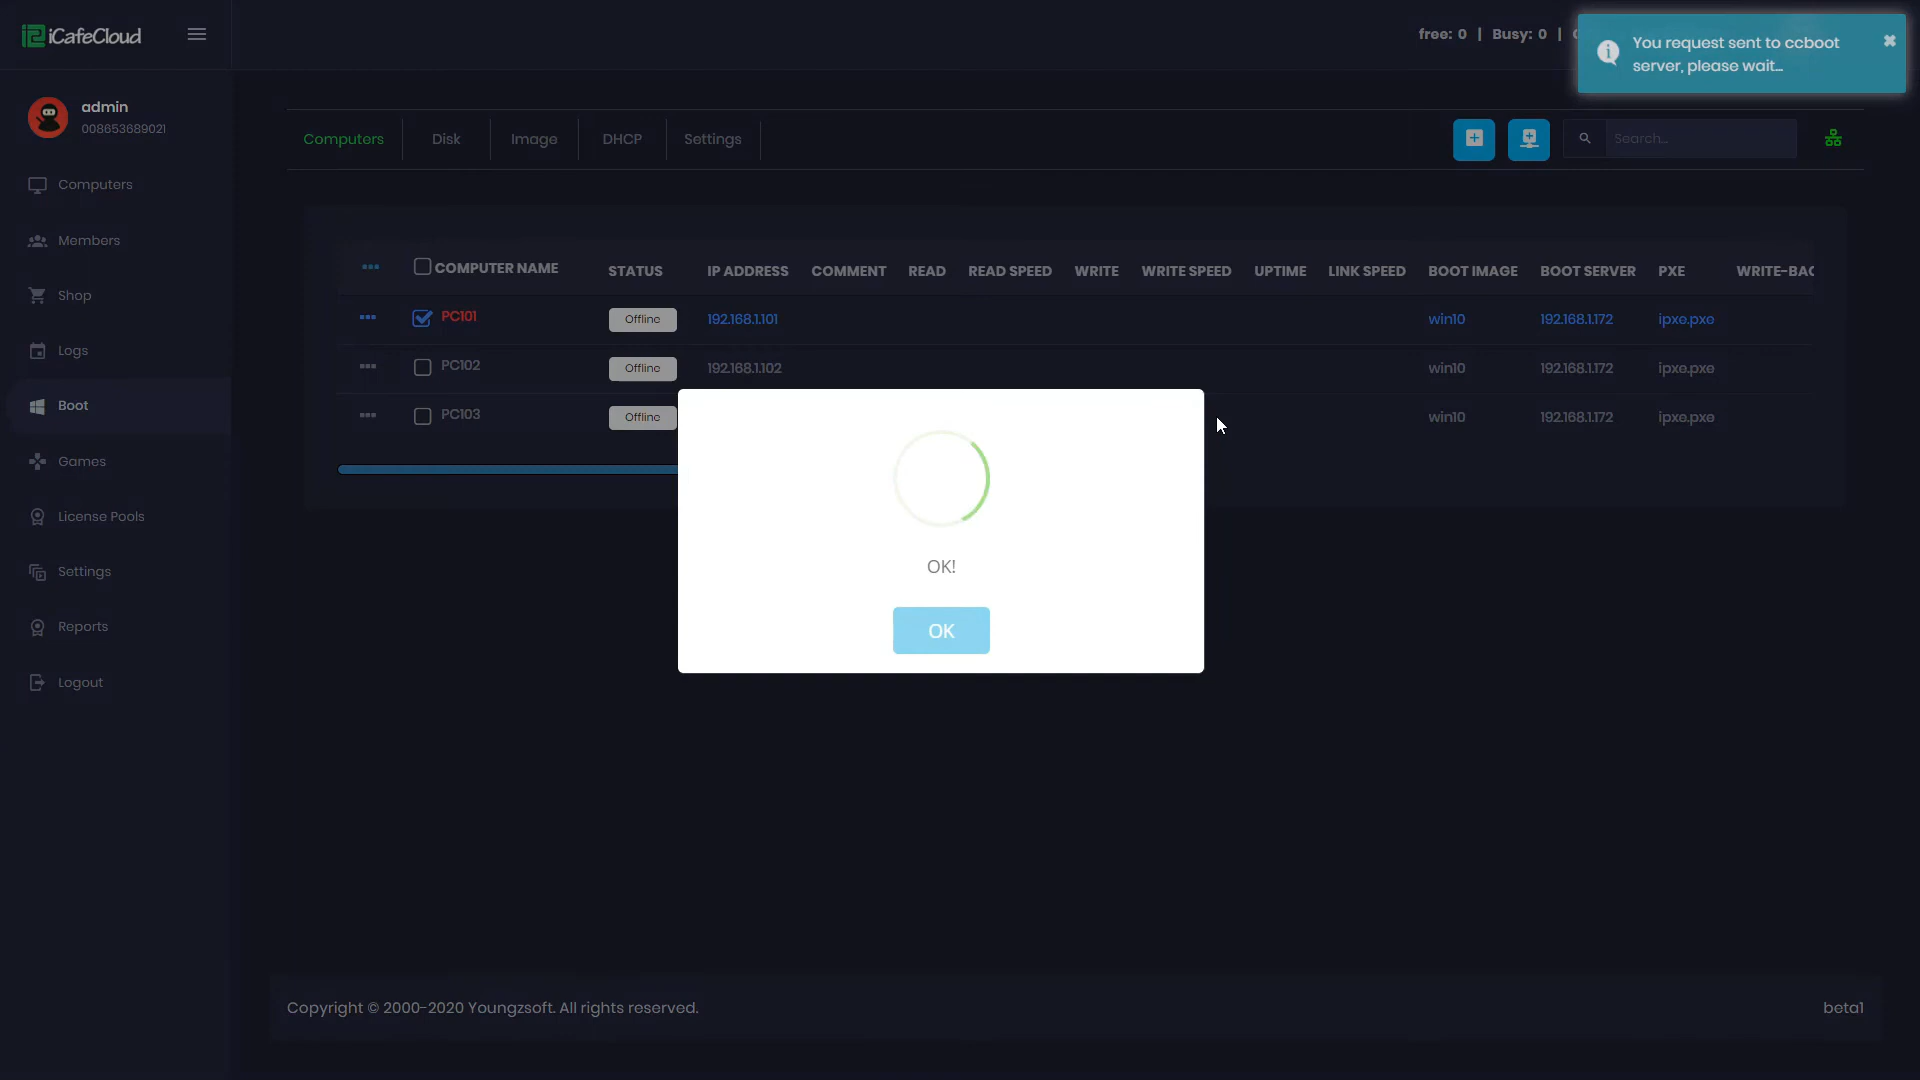 iCafeCloud
free: 0 | Busy: 0 |
You request sent to ccboot
server, please wait...
admin
008653689021
Computers
Members
Shop
Logs
Boot
Games
License Pools
Settings
Reports
Logout
Computers Disk Image DHCP Settings
Search...
COMPUTER NAME STATUS IP ADDRESS COMMENT READ READ SPEED WRITE WRITE SPEED UPTIME LINK SPEED BOOT IMAGE BOOT SERVER PXE WRITE-BAC
PC101 Offline 192.168.1.101 win10 192.168.1.172 ipxe.pxe
PC102 Offline 192.168.1.102 win10 192.168.1.172 ipxe.pxe
PC103 Offline win10 192.168.1.172 ipxe.pxe
OK!
OK
Copyright © 2000-2020 Youngzsoft. All rights reserved.
beta1